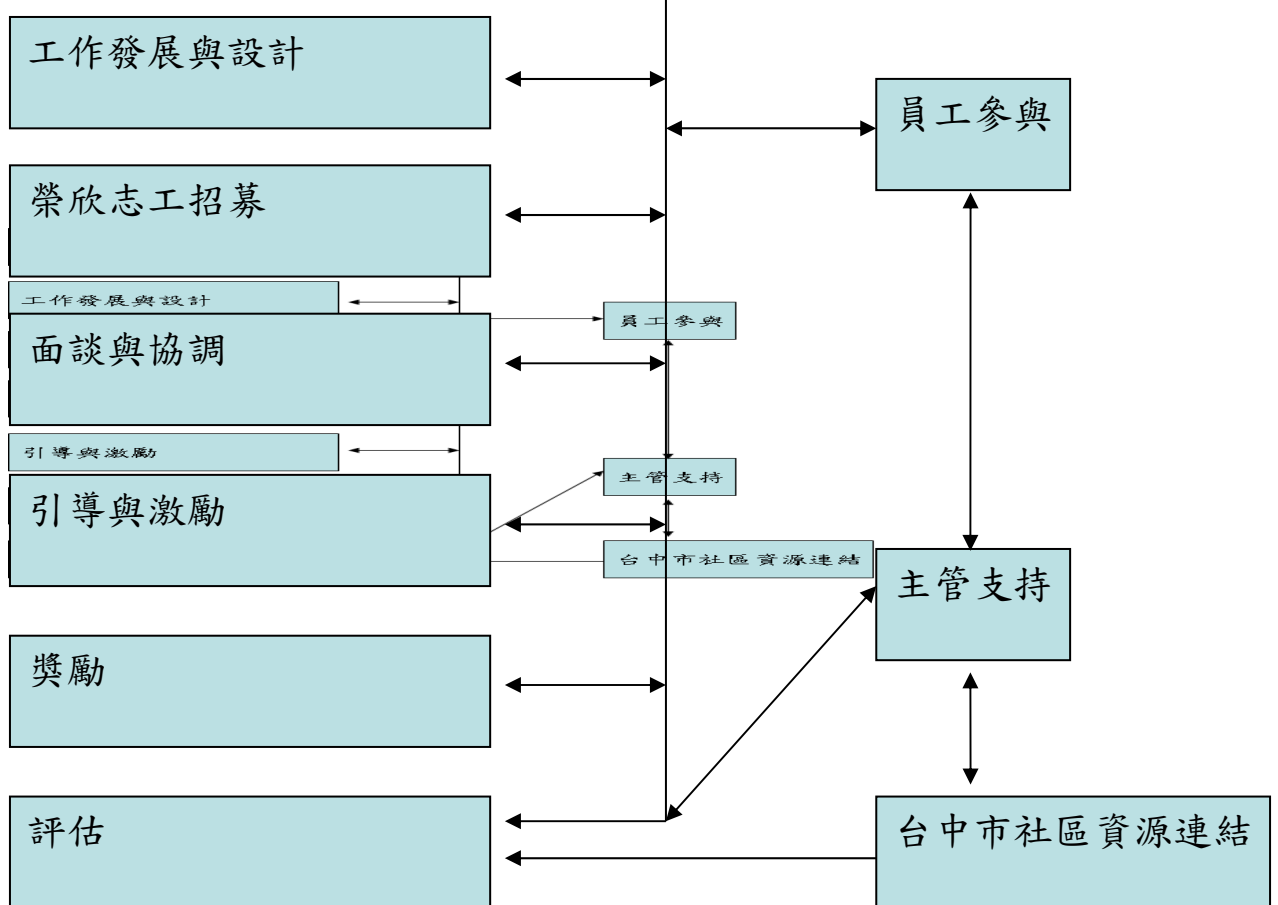 工作發展與設計
員工參與
榮欣志工招募
工作發展與設計
員工參與
面談與協調
引導與激勵
主管支持
引導與激勵
台中市社區資源連結
主管支持
獎勵
評估
台中市社區資源連結